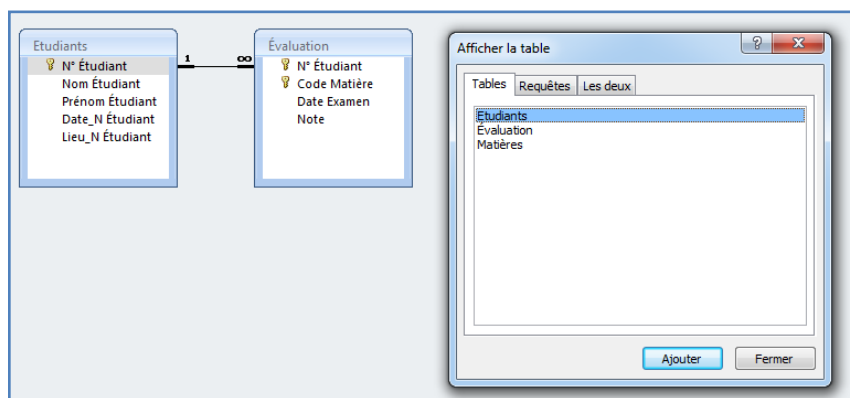 Etudiants
N° Étudiant
Nom Étudiant
Prénom Étudiant
Date_N Étudiant
Lieu_N Étudiant
1 ∞
Évaluation
N° Étudiant
Code Matière
Date Examen
Note
Afficher la table
?
Tables Requêtes Les deux
Etudiants
Évaluation
Matières
Ajouter Fermer